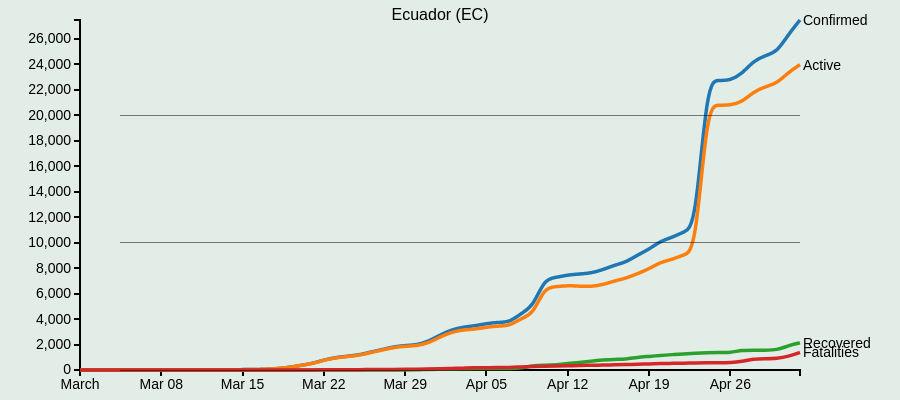 Ecuador (EC)
Confirmed
26,000
24,000
Active
22,000
20,000
18,000
16,000
14,000
12,000
10,000
8,000
6,000
4,000
2,000
Recovered
Fatalities
0
March Mar 08 Mar 15 Mar 22 Mar 29 Apr 05 Apr 12 Apr 19 Apr 26